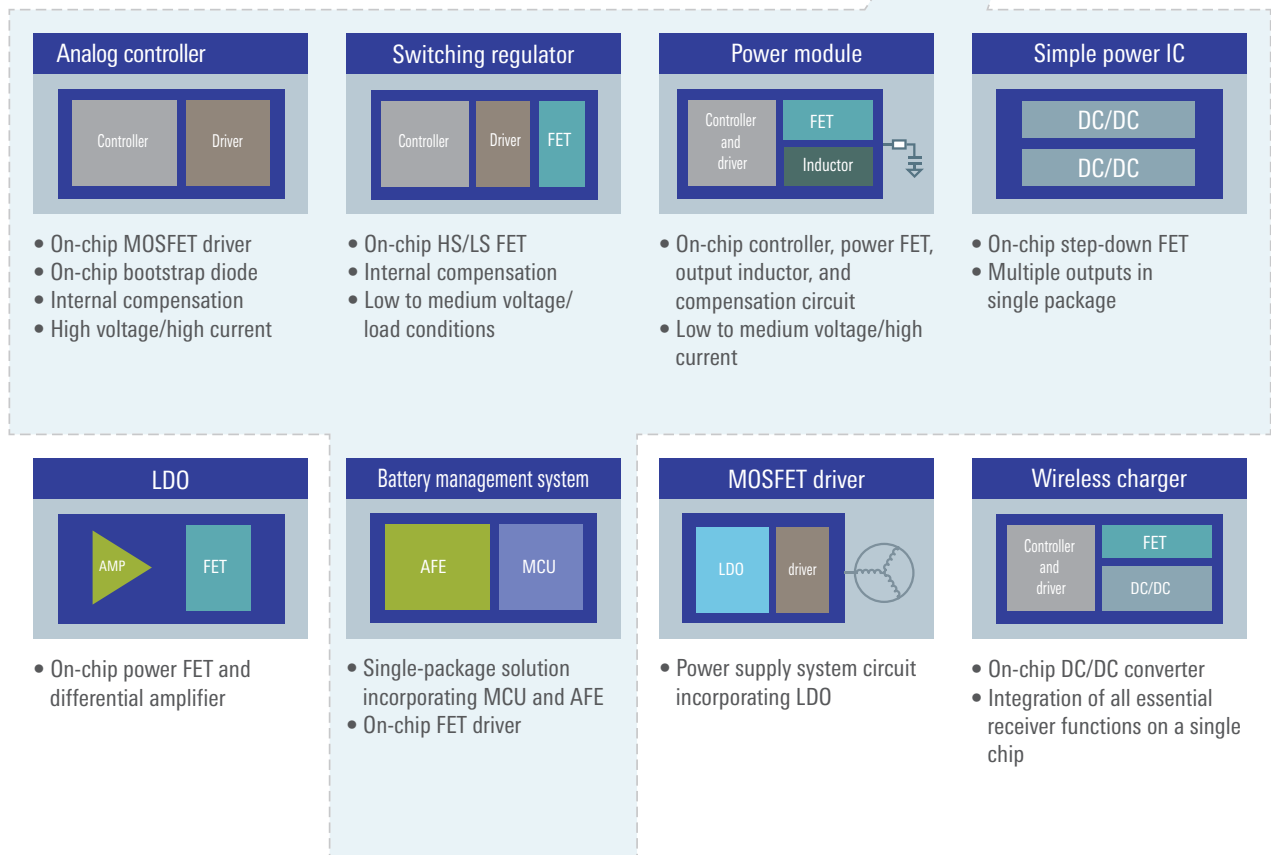 Analog controller
Controller
Driver
• On-chip MOSFET driver
• On-chip bootstrap diode
• Internal compensation
• High voltage/high current
Switching regulator
Controller
Driver
FET
• On-chip HS/LS FET
• Internal compensation
• Low to medium voltage/
load conditions
Power module
Controller
and
driver
FET
Inductor
• On-chip controller, power FET,
output inductor, and
compensation circuit
• Low to medium voltage/high
current
Simple power IC
DC/DC
DC/DC
• On-chip step-down FET
• Multiple outputs in
single package
LDO
AMP
FET
• On-chip power FET and
differential amplifier
Battery management system
AFE
MCU
• Single-package solution
incorporating MCU and AFE
• On-chip FET driver
MOSFET driver
LDO
driver
• Power supply system circuit
incorporating LDO
Wireless charger
Controller
and
driver
FET
DC/DC
• On-chip DC/DC converter
• Integration of all essential
receiver functions on a single
chip